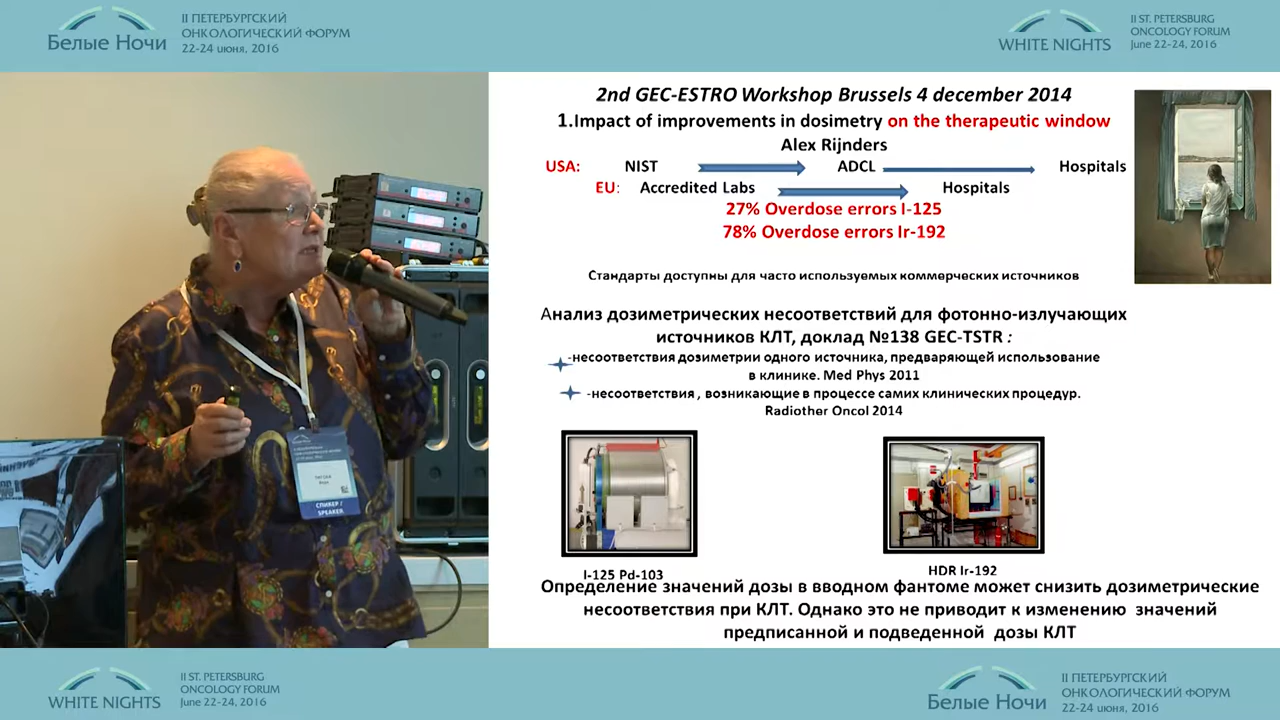 II ПЕТЕРБУРГСКИЙ
ОНКОЛОГИЧЕСКИЙ ФОРУМ
Белые Ночи
22-24 июня, 2016
II ST. PETERSBURG
ONCOLOGY FORUM
WHITE NIGHTS
June 22-24, 2016
2nd GEC-ESTRO Workshop Brussels 4 december 2014
1.Impact of improvements in dosimetry on the therapeutic window
Alex Rijnders
USA: NIST ADCL Hospitals
EU: Accredited Labs Hospitals
27% Overdose errors I-125
78% Overdose errors Ir-192
Стандарты доступны для часто используемых коммерческих источников
Анализ дозиметрических несоответствий для фотонно-излучающих
источников КЛТ, доклад №138 GEC-TSTR :
-несоответствия дозиметрии одного источника, предваряющей использование
в клинике. Med Phys 2011
-несоответствия , возникающие в процессе самих клинических процедур.
Radiother Oncol 2014
I-125 Pd-103
HDR Ir-192
Определение значений дозы в вводном фантоме может снизить дозиметрические
несоответствия при КЛТ. Однако это не приводит к изменению значений
предписанной и подведенной дозы КЛТ
СПИКЕР /
SPEAKER
II ST. PETERSBURG
ONCOLOGY FORUM
WHITE NIGHTS
June 22-24, 2016
II ПЕТЕРБУРГСКИЙ
ОНКОЛОГИЧЕСКИЙ ФОРУМ
Белые Ночи
22-24 июня, 2016